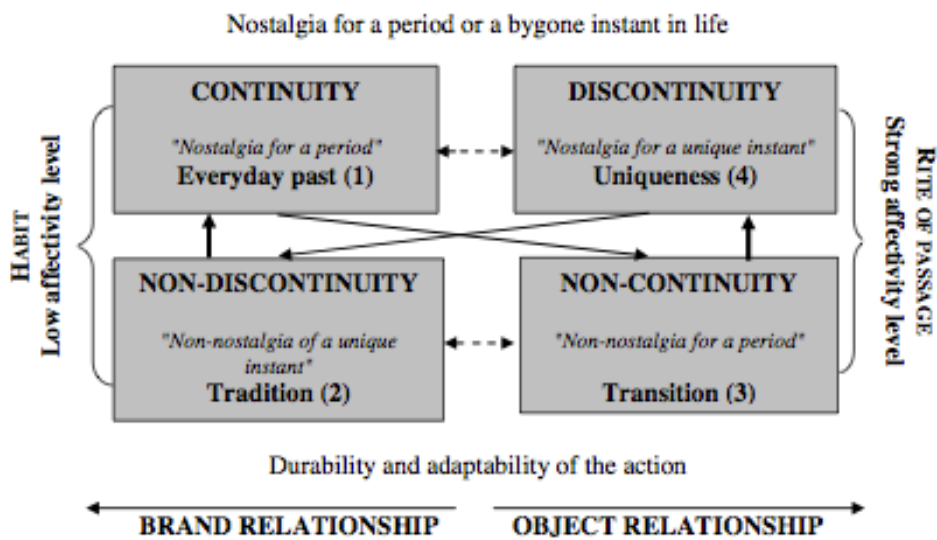 Nostalgia for a period or a bygone instant in life
CONTINUITY
"Nostalgia for a period"
Everyday past (1)
DISCONTINUITY
"Nostalgia for a unique instant"
Uniqueness (4)
HABIT
Low affectivity level
RITE OF PASSAGE
Strong affectivity level
NON-DISCONTINUITY
"Non-nostalgia of a unique
instant"
Tradition (2)
NON-CONTINUITY
"Non-nostalgia for a period"
Transition (3)
Durability and adaptability of the action
BRAND RELATIONSHIP
OBJECT RELATIONSHIP